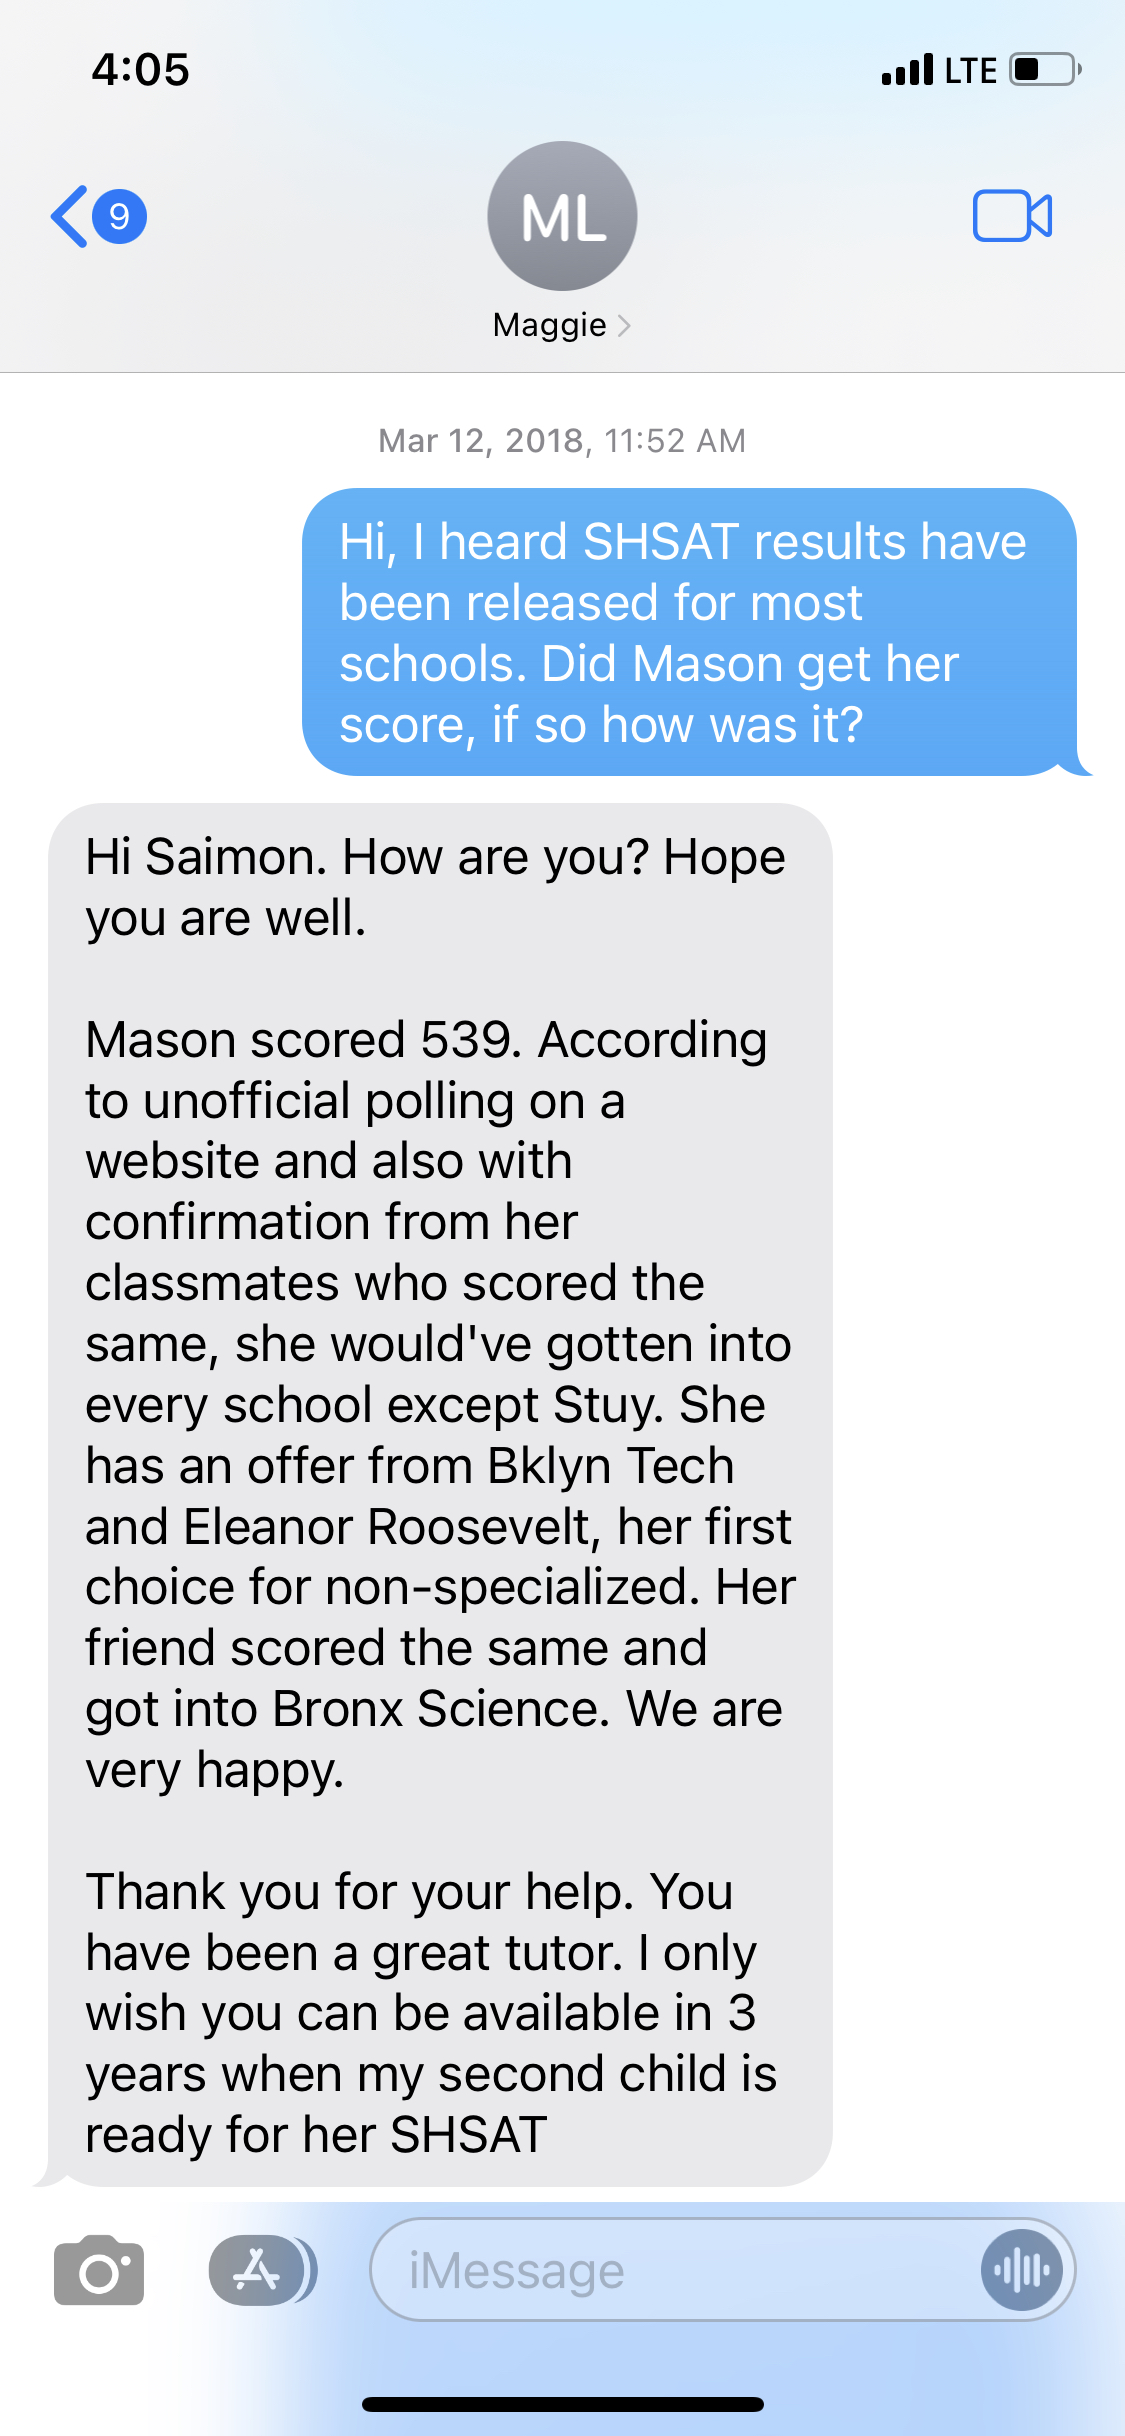 4:05
LTE
9
ML
Maggie
Mar 12, 2018, 11:52 AM
Hi, I heard SHSAT results have
been released for most
schools. Did Mason get her
score, if so how was it?
Hi Saimon. How are you? Hope
you are well.
Mason scored 539. According
to unofficial polling on a
website and also with
confirmation from her
classmates who scored the
same, she would've gotten into
every school except Stuy. She
has an offer from Bklyn Tech
and Eleanor Roosevelt, her first
choice for non-specialized. Her
friend scored the same and
got into Bronx Science. We are
very happy.
Thank you for your help. You
have been a great tutor. I only
wish you can be available in 3
years when my second child is
ready for her SHSAT
iMessage